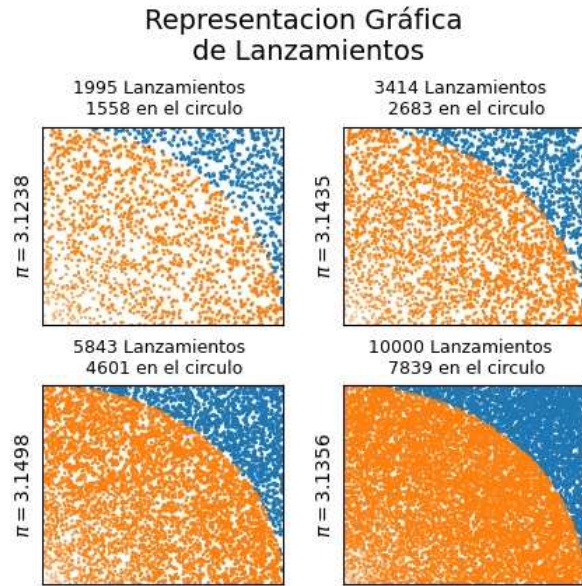 Representacion Gráfica
de Lanzamientos
1995 Lanzamientos
1558 en el circulo
π = 3.1238
3414 Lanzamientos
2683 en el circulo
π = 3.1435
5843 Lanzamientos
4601 en el circulo
π = 3.1498
10000 Lanzamientos
7839 en el circulo
π = 3.1356